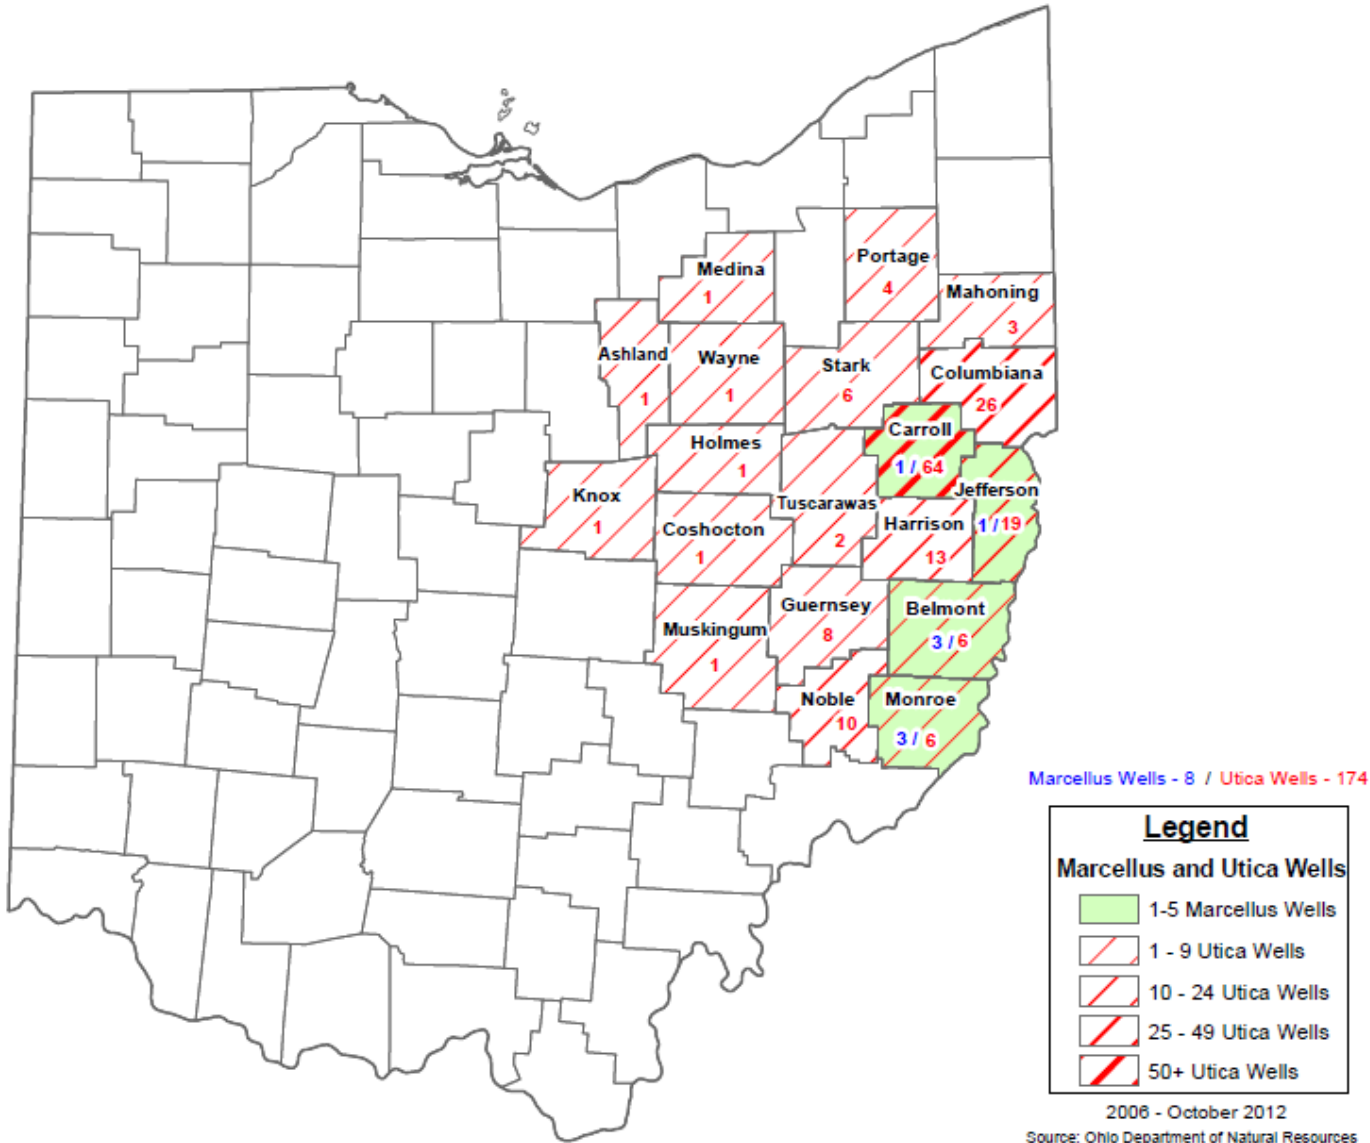 Portage
4
Medina
1
Mahoning
3
Ashland
1
Wayne
1
Stark
6
Columbiana
26
Carroll
1 / 64
Holmes
1
Knox
1
Coshocton
1
Tuscarawas
2
Harrison
13
Jefferson
1 / 19
Guernsey
8
Belmont
3 / 6
Muskingum
1
Noble
10
Monroe
3 / 6
Marcellus Wells - 8 / Utica Wells - 174
Legend
Marcellus and Utica Wells
1-5 Marcellus Wells
1 - 9 Utica Wells
10 - 24 Utica Wells
25 - 49 Utica Wells
50+ Utica Wells
2006 - October 2012
Source: Ohio Department of Natural Resources